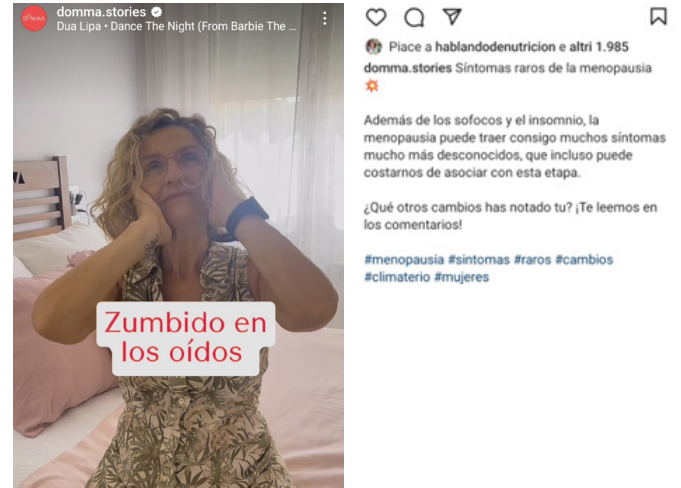 domma.stories
Dua Lipa • Dance The Night (From Barbie The ...
Zumbido en
los oídos
Piace a hablandodenutricion e altri 1.985
domma.stories Síntomas raros de la menopausia
Además de los sofocos y el insomnio, la
menopausia puede traer consigo muchos síntomas
mucho más desconocidos, que incluso puede
costarnos de asociar con esta etapa.
¿Qué otros cambios has notado tu? ¡Te leemos en
los comentarios!
#menopausia #sintomas #raros #cambios
#climaterio #mujeres